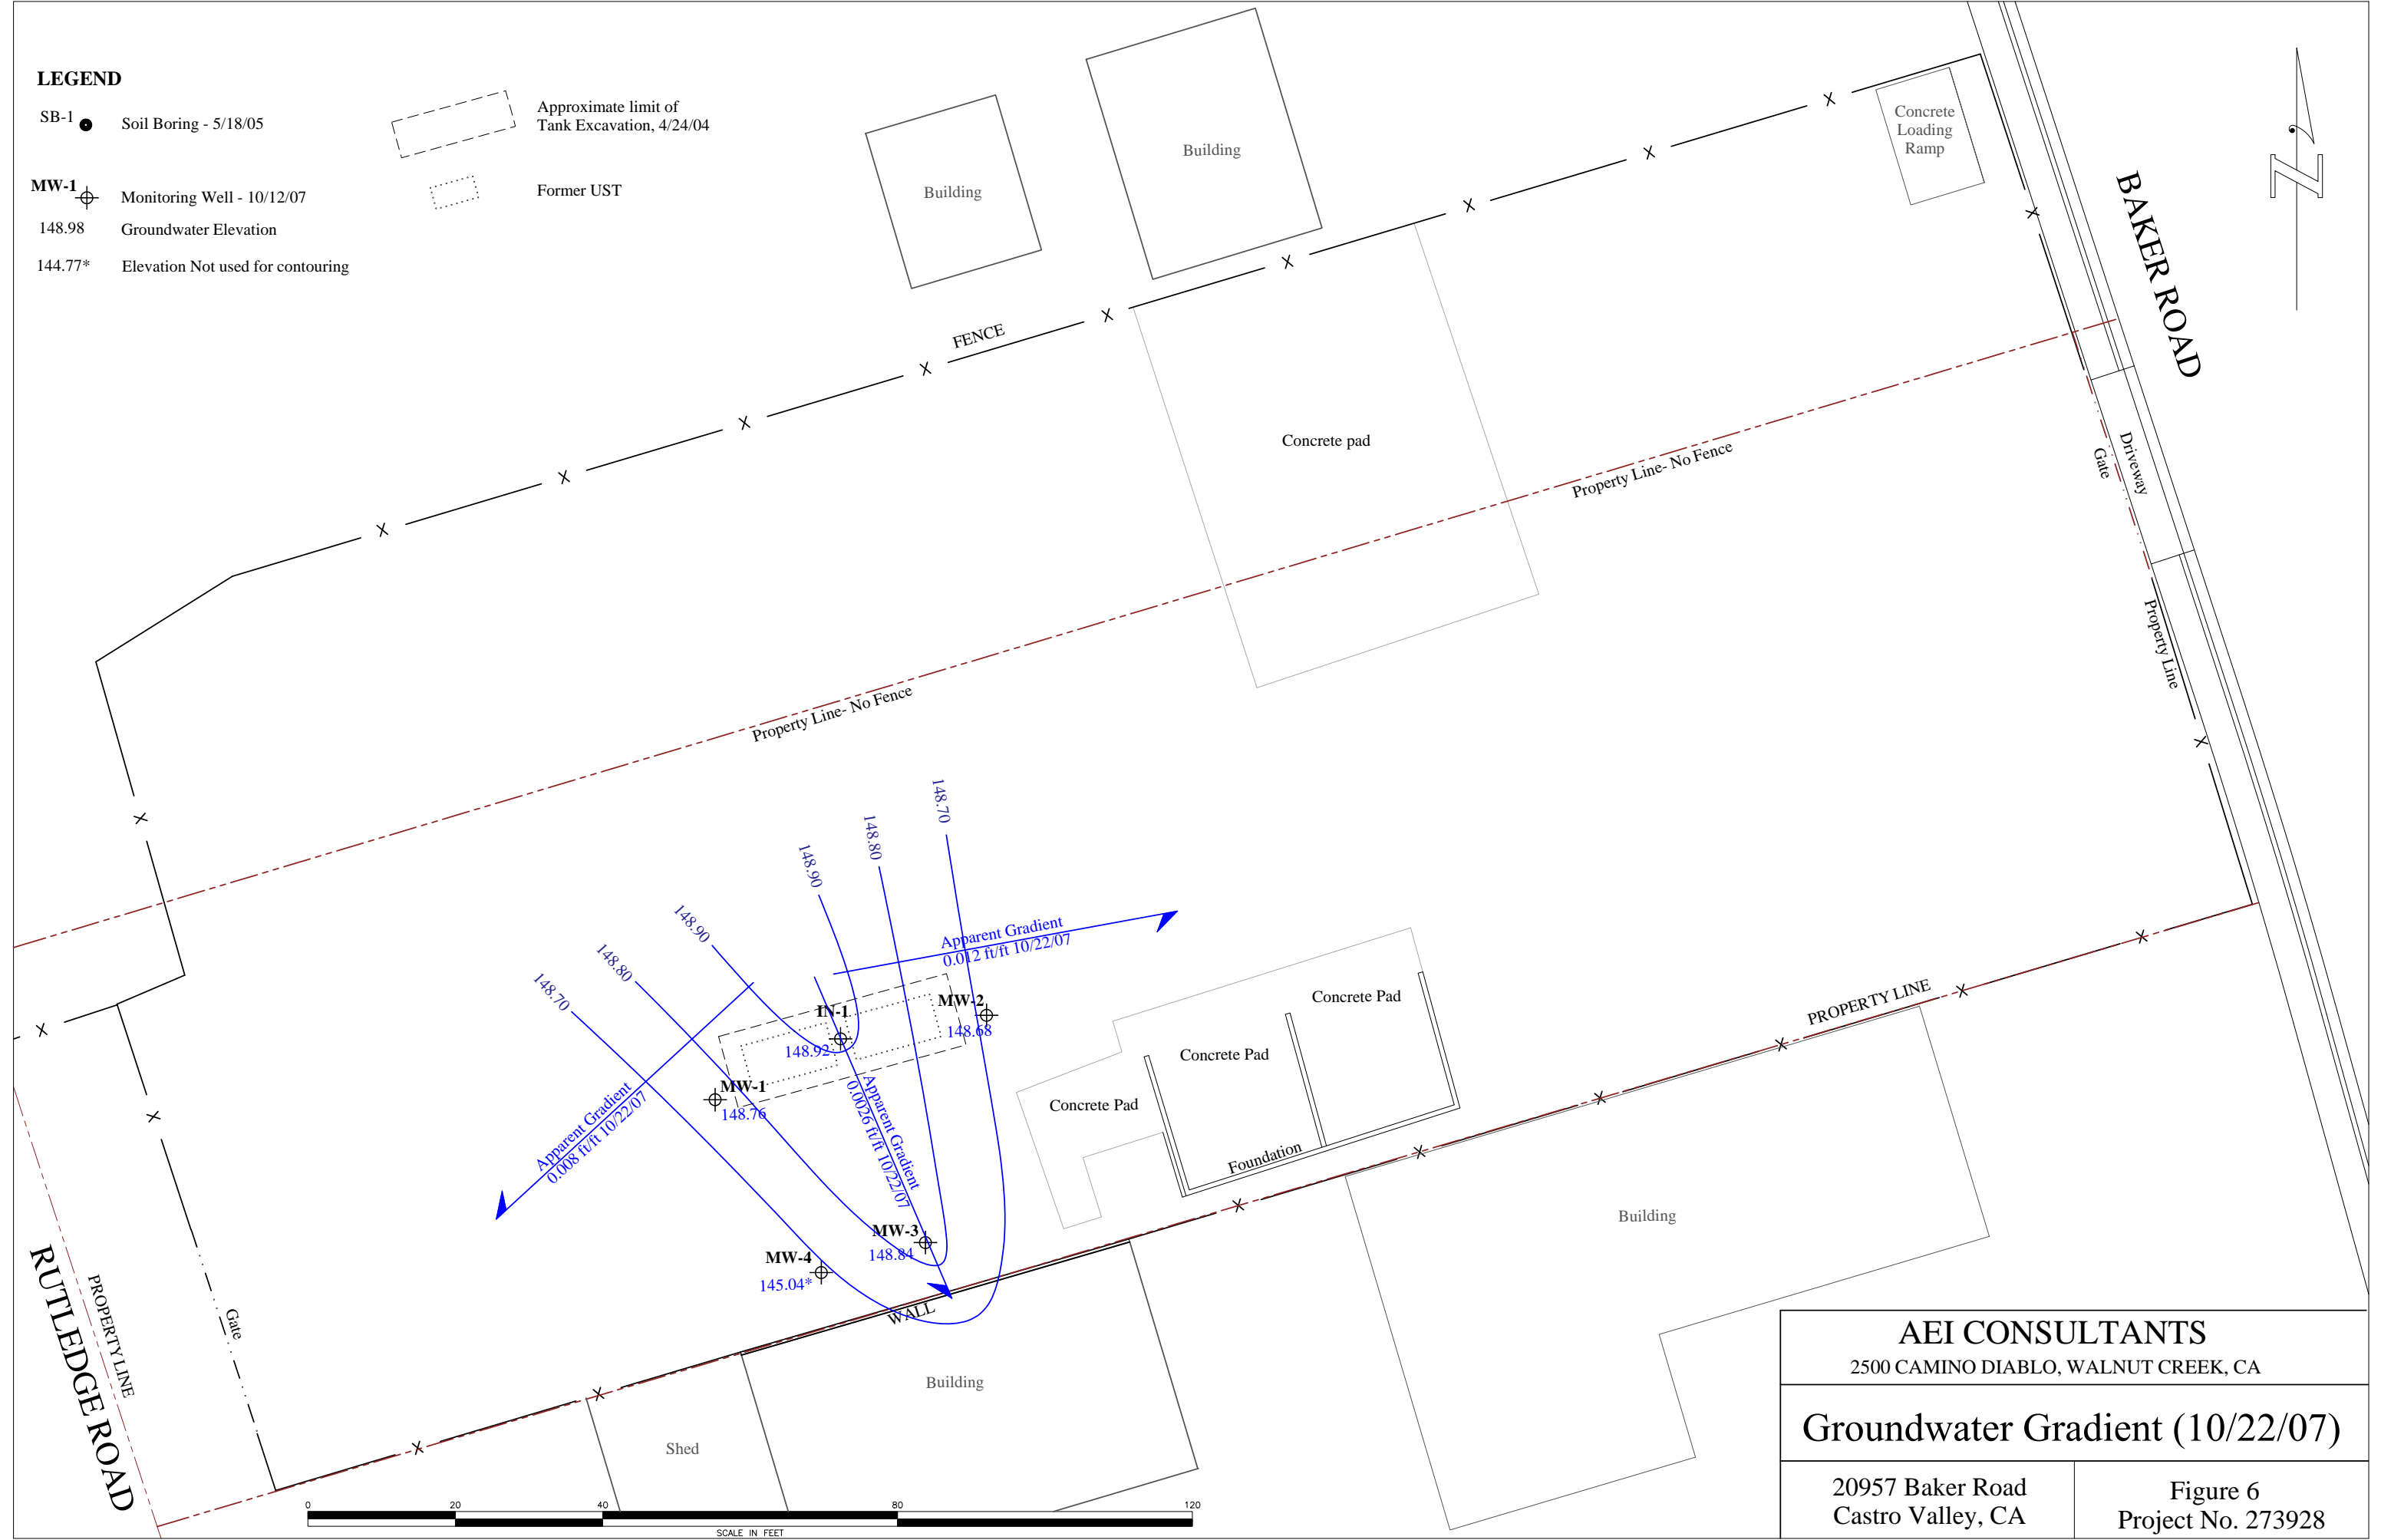 LEGEND
SB-1
Soil Boring - 5/18/05
MW-1
Monitoring Well - 10/12/07
148.98
Groundwater Elevation
144.77*
Elevation Not used for contouring
Approximate limit of
Tank Excavation, 4/24/04
Former UST
Building
Building
Concrete
Loading
Ramp
BAKER ROAD
N
FENCE
Concrete pad
Property Line- No Fence
Driveway
Gate
Property Line
Property Line- No Fence
148.70
148.80
148.90
148.90
148.80
148.70
Apparent Gradient
0.012 ft/ft 10/22/07
IN-1
148.92
MW-2
148.68
MW-1
148.76
Apparent Gradient
0.008 ft/ft 10/22/07
Apparent Gradient
0.0026 ft/ft 10/22/07
MW-3
148.84
MW-4
145.04*
Concrete Pad
Concrete Pad
Concrete Pad
Foundation
PROPERTY LINE
WALL
Building
Building
Shed
Gate
PROPERTY LINE
RUTLEDGE ROAD
0 20 40 80 120
SCALE IN FEET
AEI CONSULTANTS
2500 CAMINO DIABLO, WALNUT CREEK, CA
Groundwater Gradient (10/22/07)
20957 Baker Road
Castro Valley, CA
Figure 6
Project No. 273928